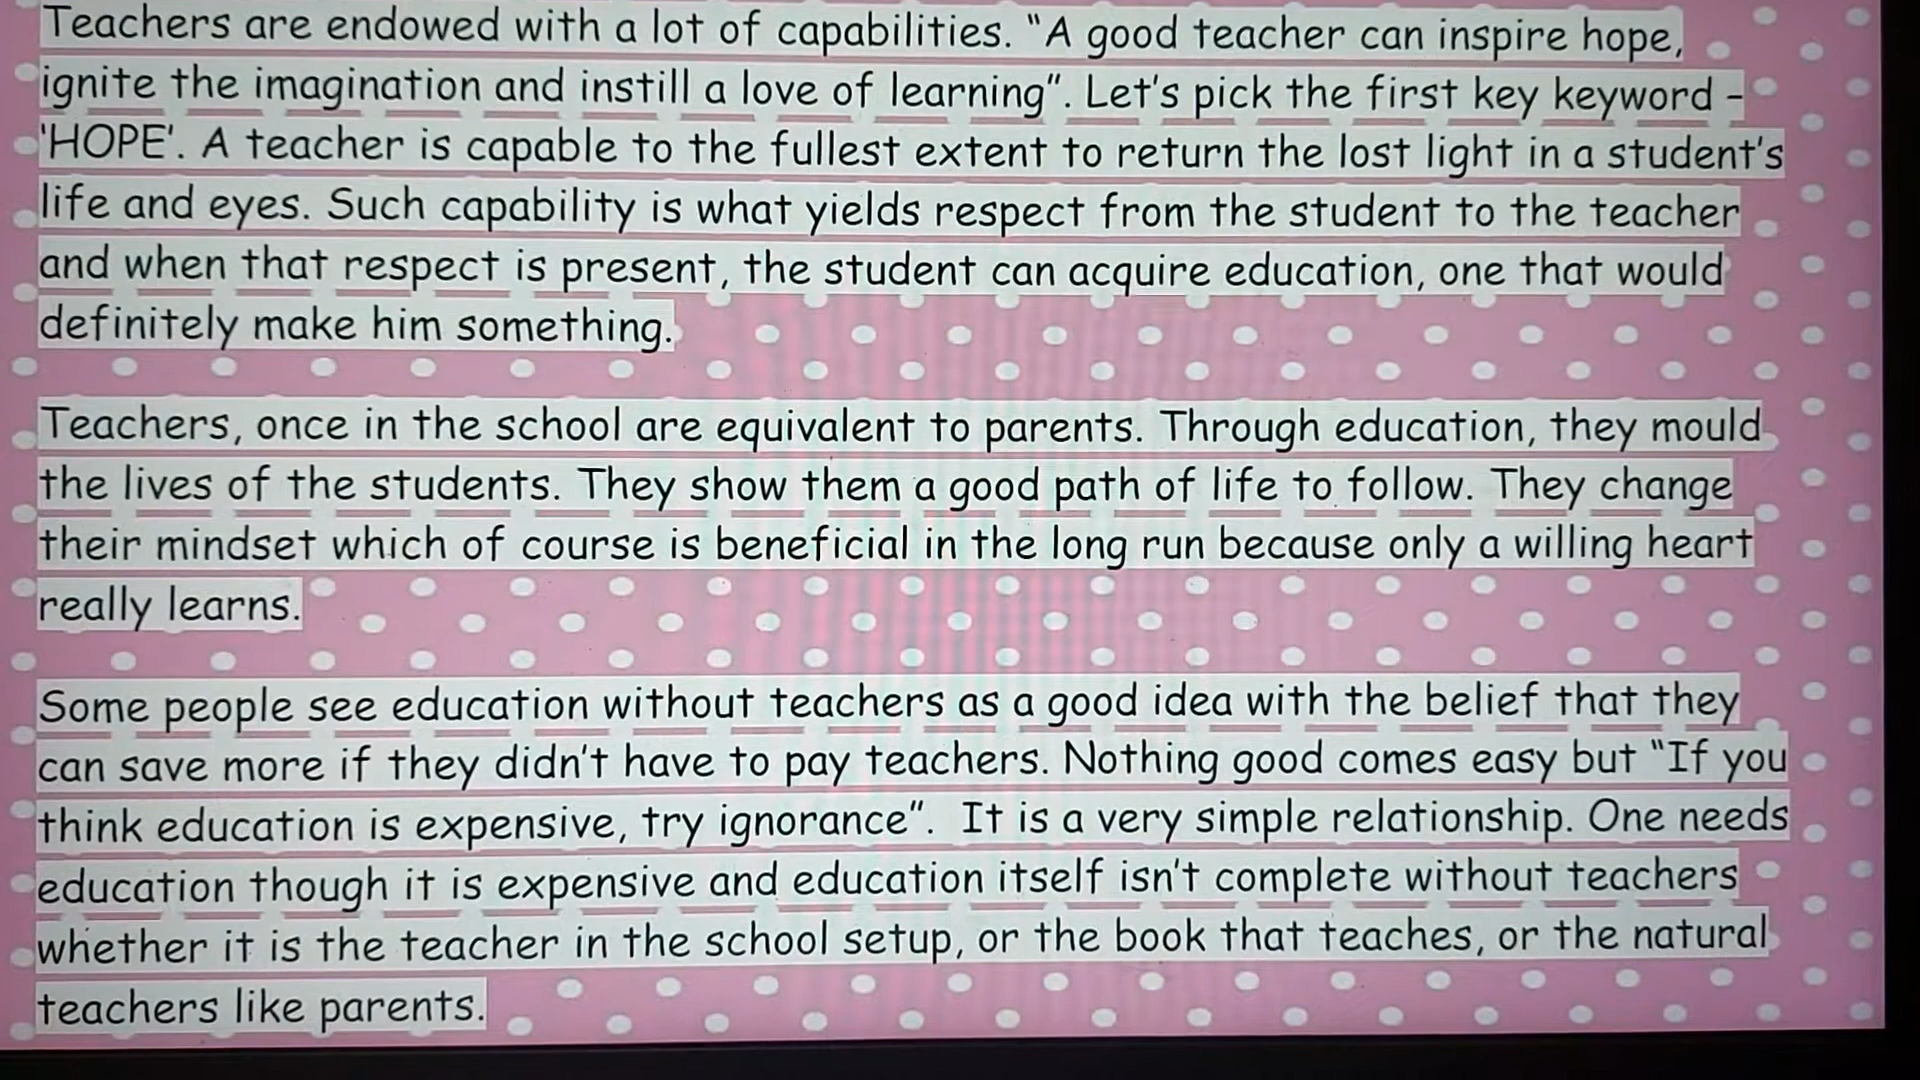 Teachers are endowed with a lot of capabilities. "A good teacher can inspire hope,
ignite the imagination and instill a love of learning". Let's pick the first key keyword -
'HOPE'. A teacher is capable to the fullest extent to return the lost light in a student's
life and eyes. Such capability is what yields respect from the student to the teacher
and when that respect is present, the student can acquire education, one that would
definitely make him something.
Teachers, once in the school are equivalent to parents. Through education, they mould
the lives of the students. They show them a good path of life to follow. They change
their mindset which of course is beneficial in the long run because only a willing heart
really learns.
Some people see education without teachers as a good idea with the belief that they
can save more if they didn't have to pay teachers. Nothing good comes easy but "If you
think education is expensive, try ignorance". It is a very simple relationship. One needs
education though it is expensive and education itself isn't complete without teachers
whether it is the teacher in the school setup, or the book that teaches, or the natural
teachers like parents.